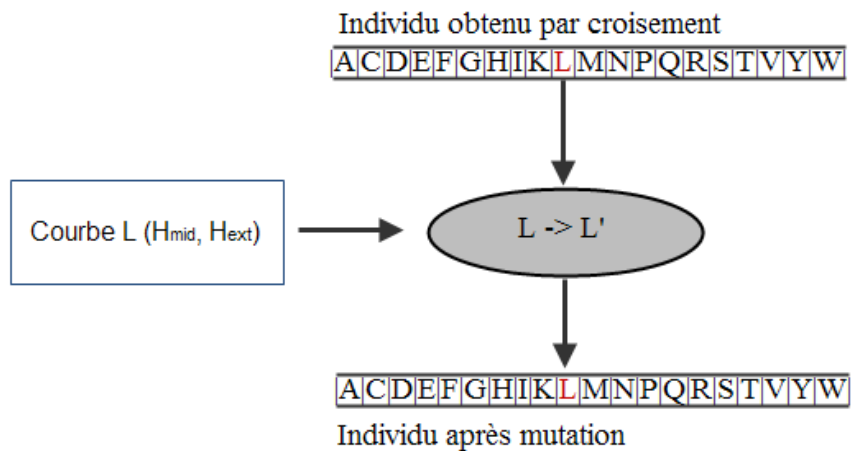 Individu obtenu par croisement
ACDEFGHIKLMNPQRSTVYW
Courbe L (Hmid, Hext)
L -> L'
ACDEFGHIKLMNPQRSTVYW
Individu après mutation